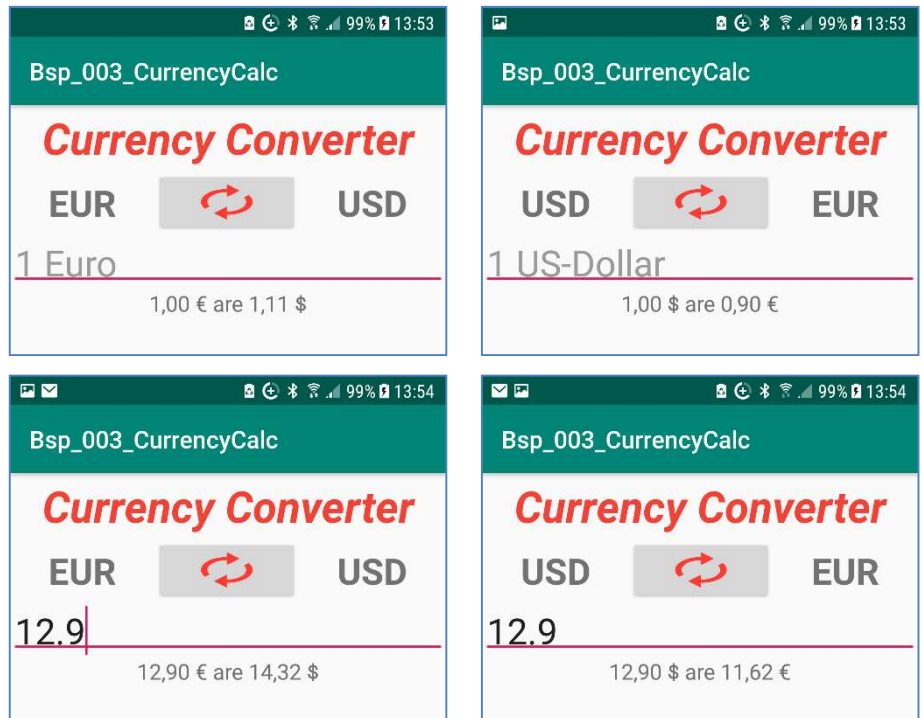 99% 13:53
Bsp_003_CurrencyCalc
Currency Converter
EUR USD
1 Euro
1,00 € are 1,11 $
99% 13:53
Bsp_003_CurrencyCalc
Currency Converter
USD EUR
1 US-Dollar
1,00 $ are 0,90 €
99% 13:54
Bsp_003_CurrencyCalc
Currency Converter
EUR USD
12.9
12,90 € are 14,32 $
99% 13:54
Bsp_003_CurrencyCalc
Currency Converter
USD EUR
12.9
12,90 $ are 11,62 €